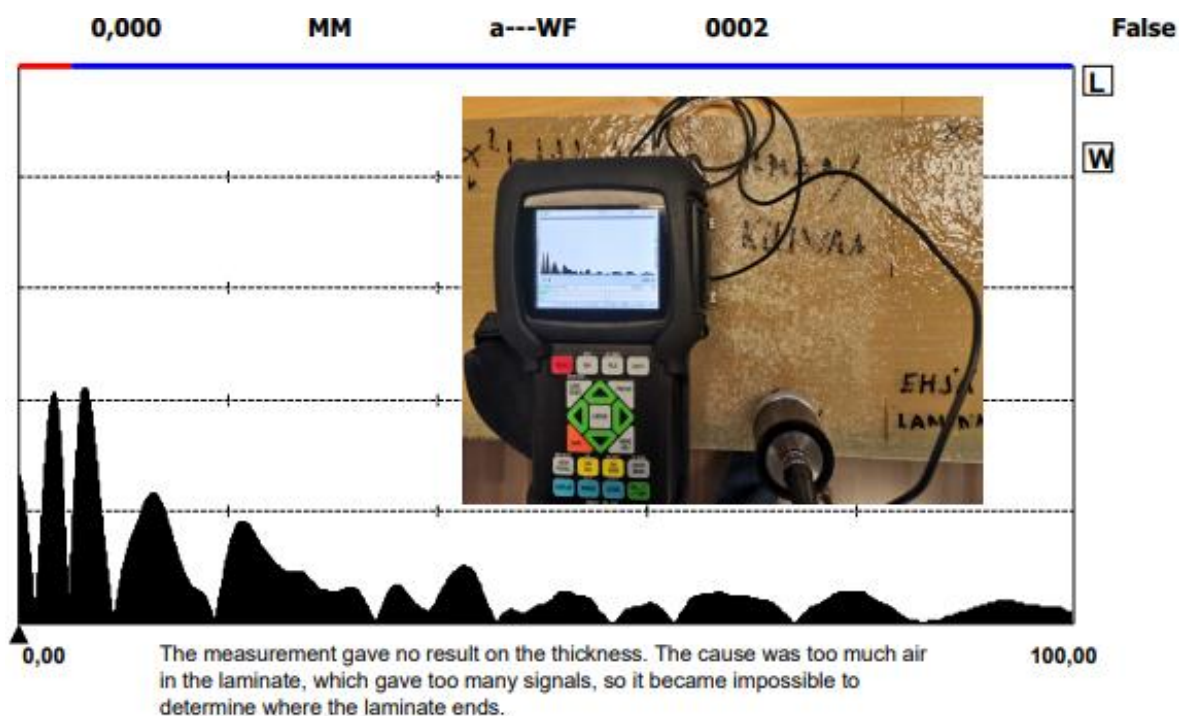 0,000 MM a---WF 0002 False
L
W
EHJÄ
0,00 100,00
The measurement gave no result on the thickness. The cause was too much air
in the laminate, which gave too many signals, so it became impossible to
determine where the laminate ends.